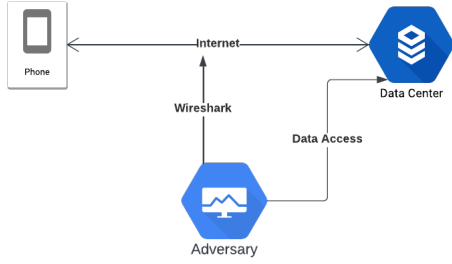 Internet
Phone
Data Center
Wireshark
Data Access
Adversary